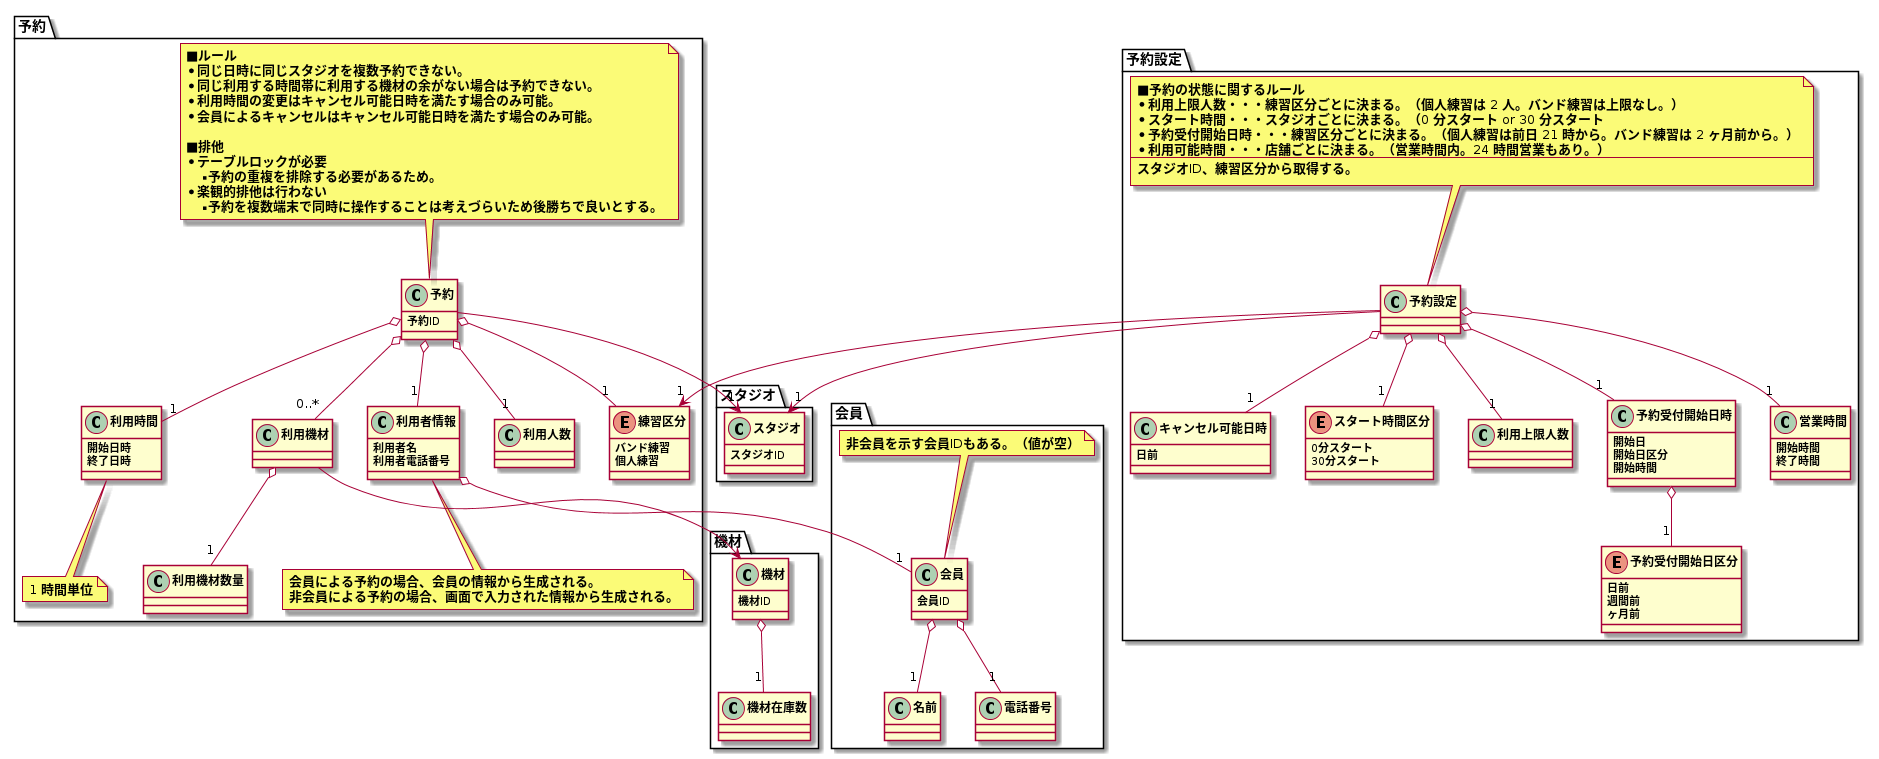 予約
■ルール
●同じ日時に同じスタジオを複数予約できない。
●同じ利用する時間帯に利用する機材の余がない場合は予約できない。
●利用時間の変更はキャンセル可能日時を満たす場合のみ可能。
●会員によるキャンセルはキャンセル可能日時を満たす場合のみ可能。
■排他
●テーブルロックが必要
■予約の重複を排除する必要があるため。
●楽観的排他は行わない
■予約を複数端末で同時に操作することは考えづらいため後勝ちで良いとする。
C 予約
予約ID
1
0..*
1
1
1
C 利用時間
開始日時
終了日時
C 利用機材
C 利用者情報
利用者名
利用者電話番号
C 利用人数
E 練習区分
バンド練習
個人練習
1 時間単位
1
C 利用機材数量
会員による予約の場合、会員の情報から生成される。
非会員による予約の場合、画面で入力された情報から生成される。
スタジオ
1
1
1
C スタジオ
スタジオID
機材
C 機材
機材ID
1
C 機材在庫数
会員
非会員を示す会員IDもある。（値が空）
1
C 会員
会員ID
1
1
C 名前
C 電話番号
予約設定
■予約の状態に関するルール
●利用上限人数・・・練習区分ごとに決まる。（個人練習は 2 人。バンド練習は上限なし。）
●スタート時間・・・スタジオごとに決まる。（0 分スタート or 30 分スタート
●予約受付開始日時・・・練習区分ごとに決まる。（個人練習は前日 21 時から。バンド練習は 2 ヶ月前から。）
●利用可能時間・・・店舗ごとに決まる。（営業時間内。24 時間営業もあり。）
スタジオID、練習区分から取得する。
C 予約設定
1
1
1
1
1
C キャンセル可能日時
日前
E スタート時間区分
0分スタート
30分スタート
C 利用上限人数
C 予約受付開始日時
開始日
開始日区分
開始時間
C 営業時間
開始時間
終了時間
1
E 予約受付開始日区分
日前
週間前
ヶ月前